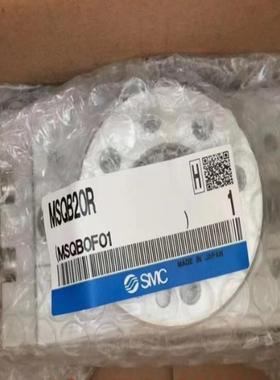 MSQB20R
H
(MSQB0F01 )
1
SMC
MADE IN JAPAN